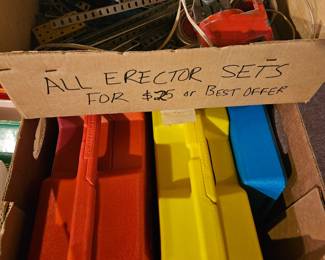 ALL ERECTOR SETS
FOR $25 or BEST OFFER